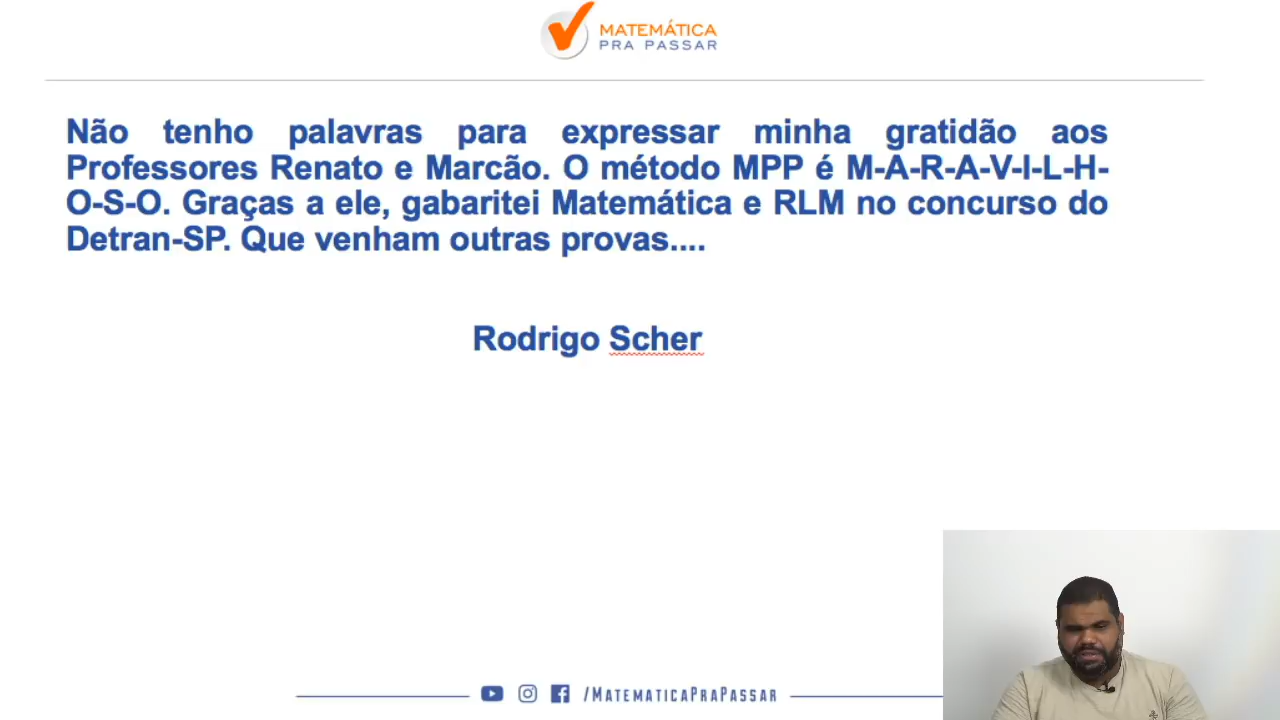 MATEMÁTICA
PRA PASSAR
Não tenho palavras para expressar minha gratidão aos
Professores Renato e Marcão. O método MPP é M-A-R-A-V-I-L-H-
O-S-O. Graças a ele, gabaritei Matemática e RLM no concurso do
Detran-SP. Que venham outras provas....
Rodrigo Scher
/MATEMATICAPRAPASSAR